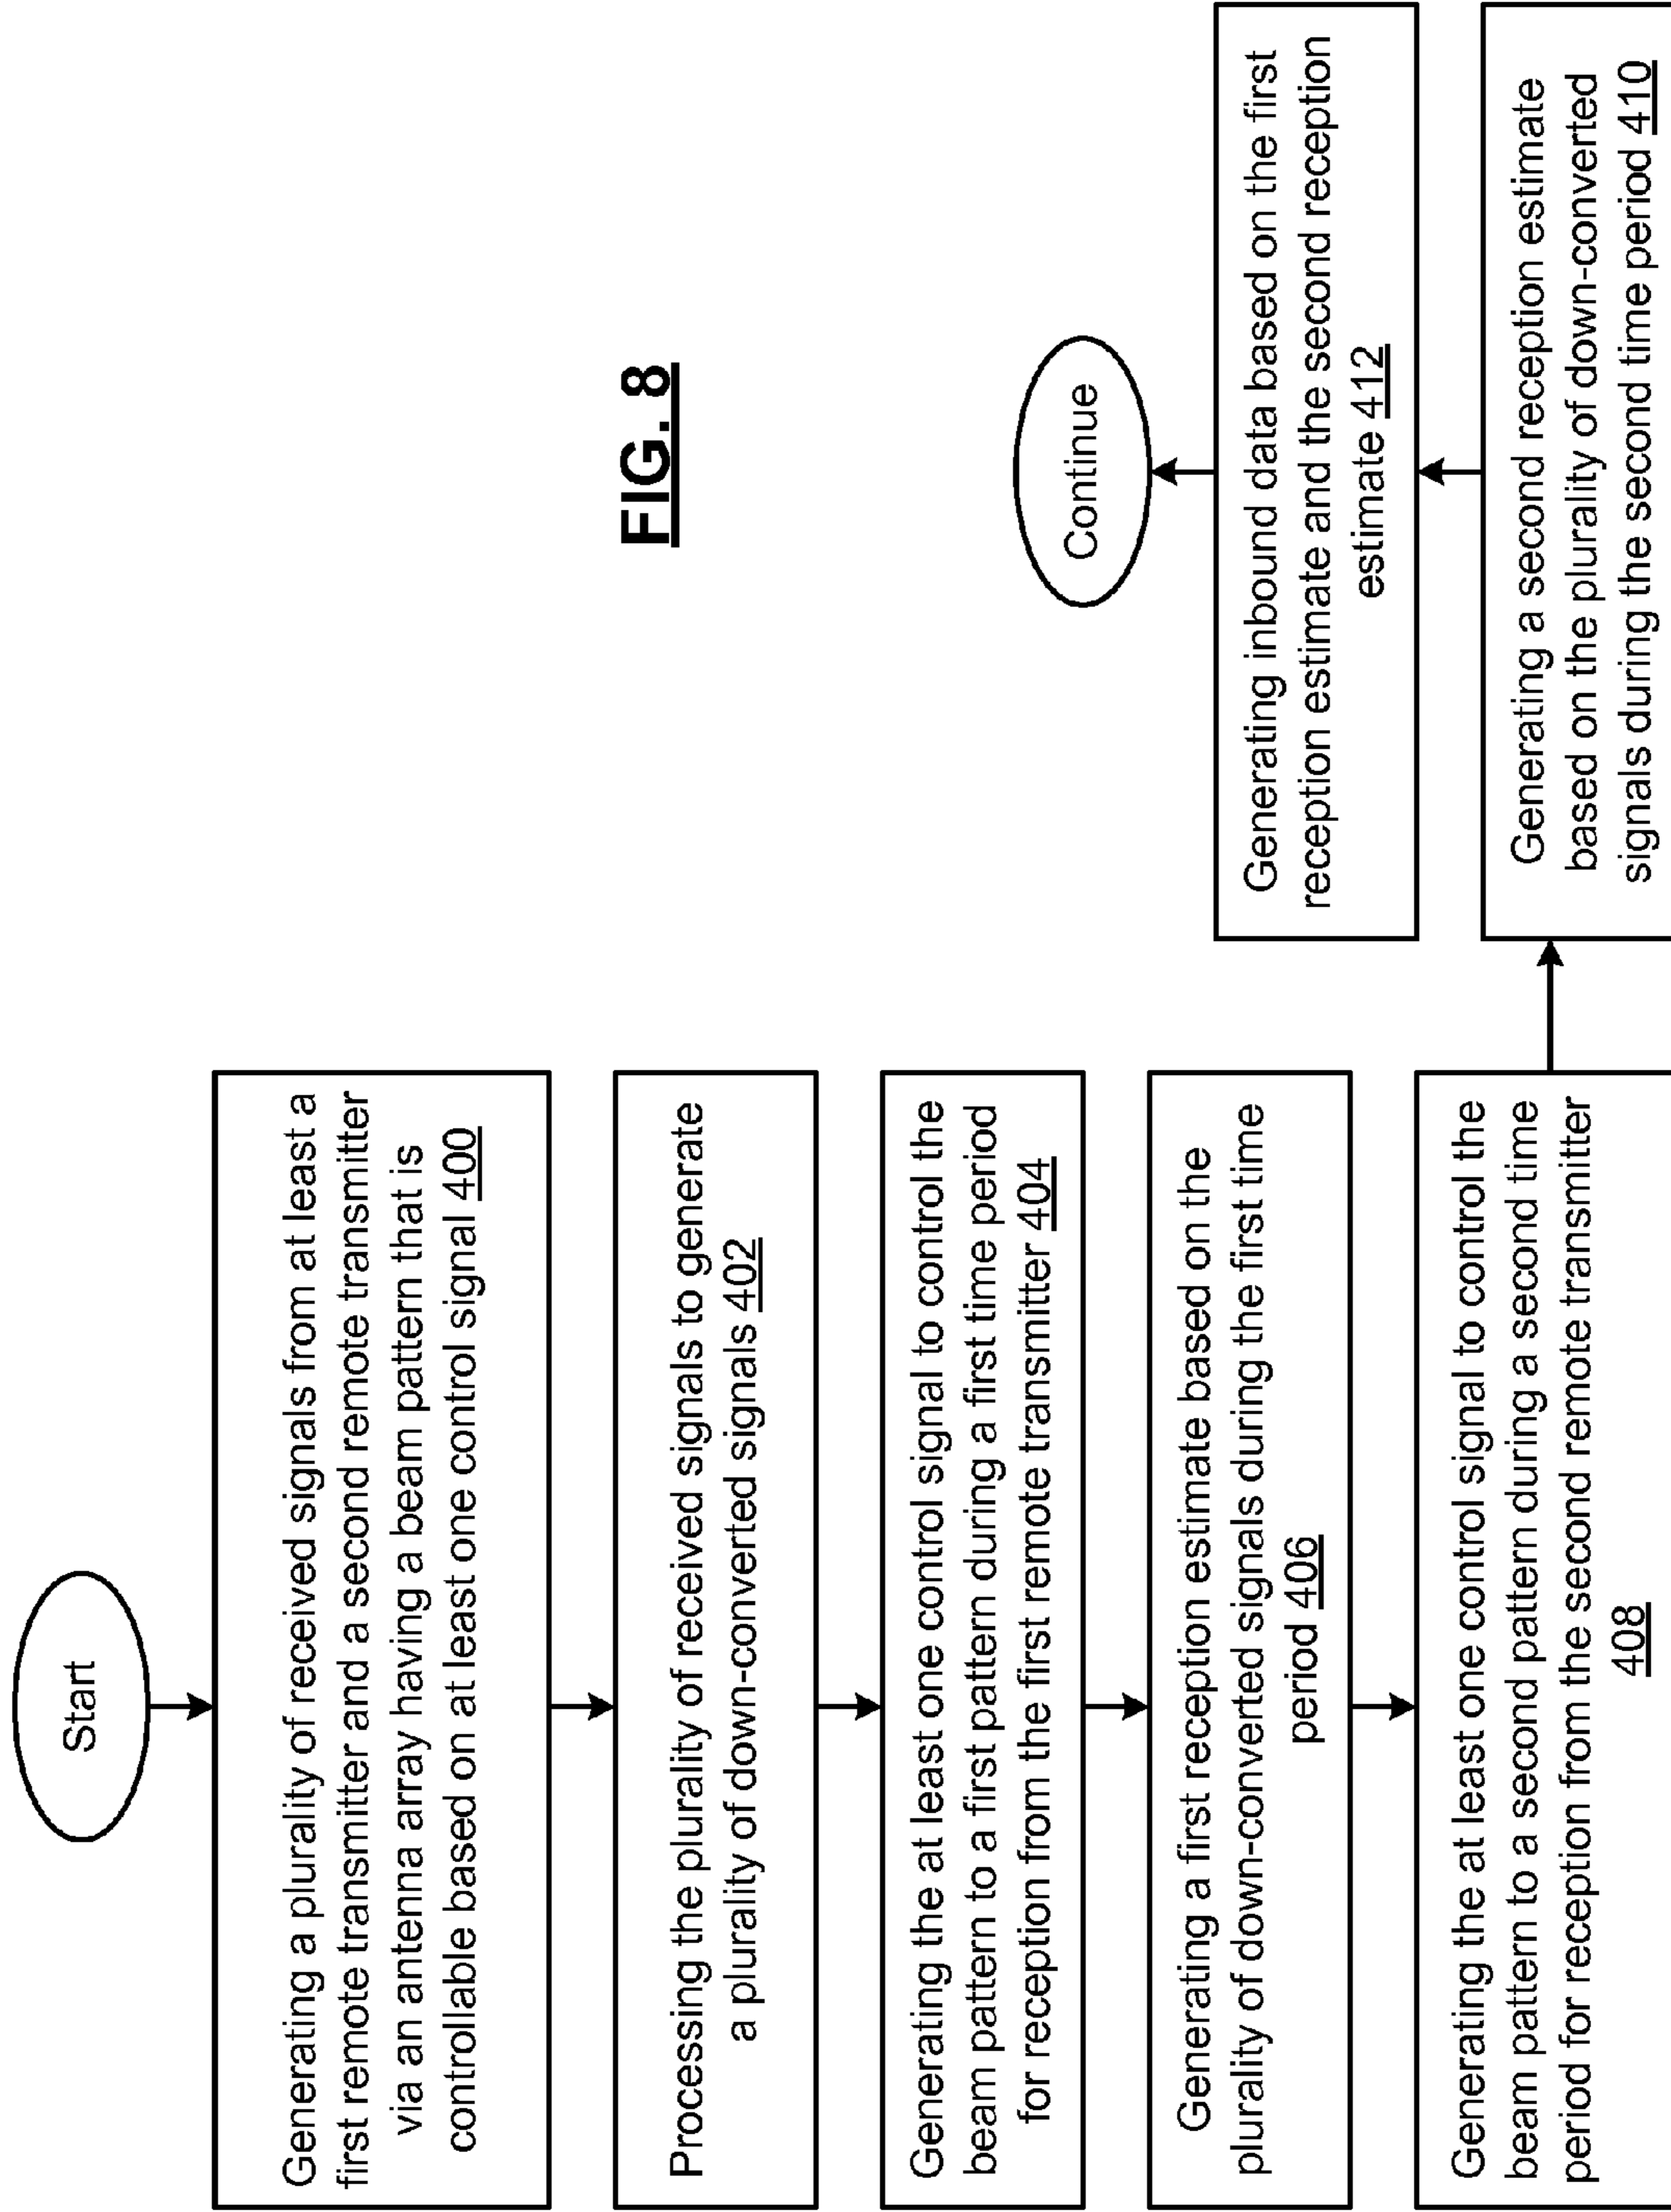 Start
Generating a plurality of received signals from at least a
first remote transmitter and a second remote transmitter
via an antenna array having a beam pattern that is
controllable based on at least one control signal 400
Processing the plurality of received signals to generate
a plurality of down-converted signals 402
Generating the at least one control signal to control the
beam pattern to a first pattern during a first time period
for reception from the first remote transmitter 404
Generating a first reception estimate based on the
plurality of down-converted signals during the first time
period 406
Generating the at least one control signal to control the
beam pattern to a second pattern during a second time
period for reception from the second remote transmitter
408
Generating a second reception estimate
based on the plurality of down-converted
signals during the second time period 410
Generating inbound data based on the first
reception estimate and the second reception
estimate 412
Continue
FIG. 8